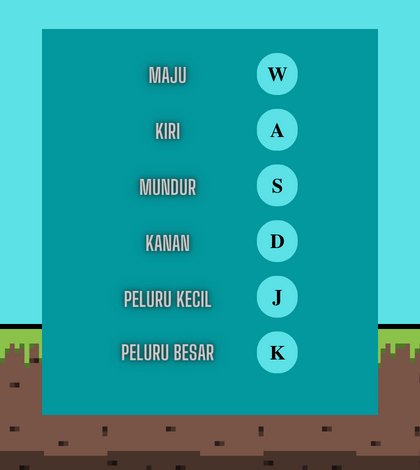 MAJU W
KIRI A
MUNDUR S
KANAN D
PELURU KECIL J
PELURU BESAR K